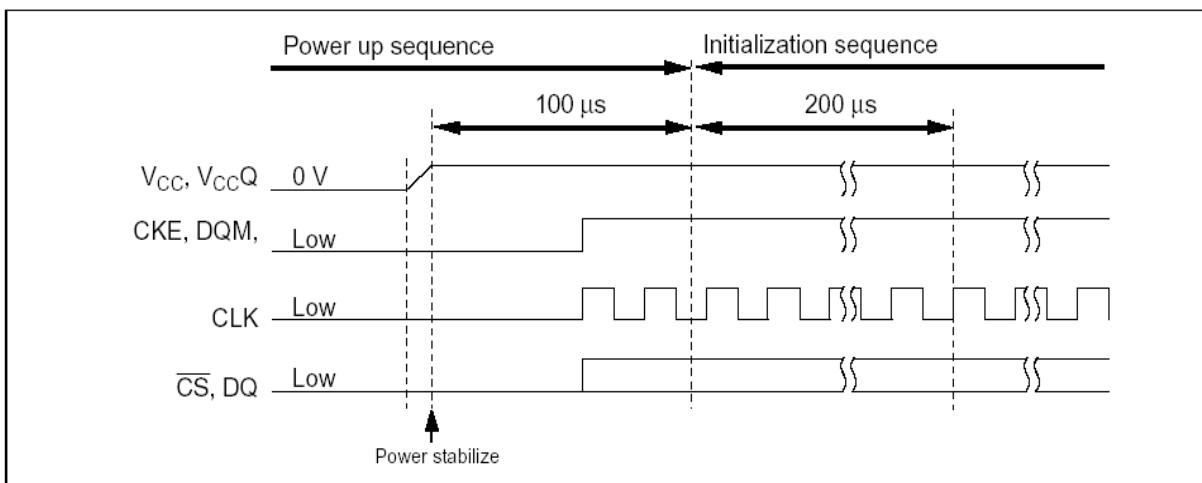 Power up sequence
Initialization sequence
100 μs
200 μs
VCC, VCCQ
0 V
CKE, DQM,
Low
CLK
Low
CS, DQ
Low
Power stabilize